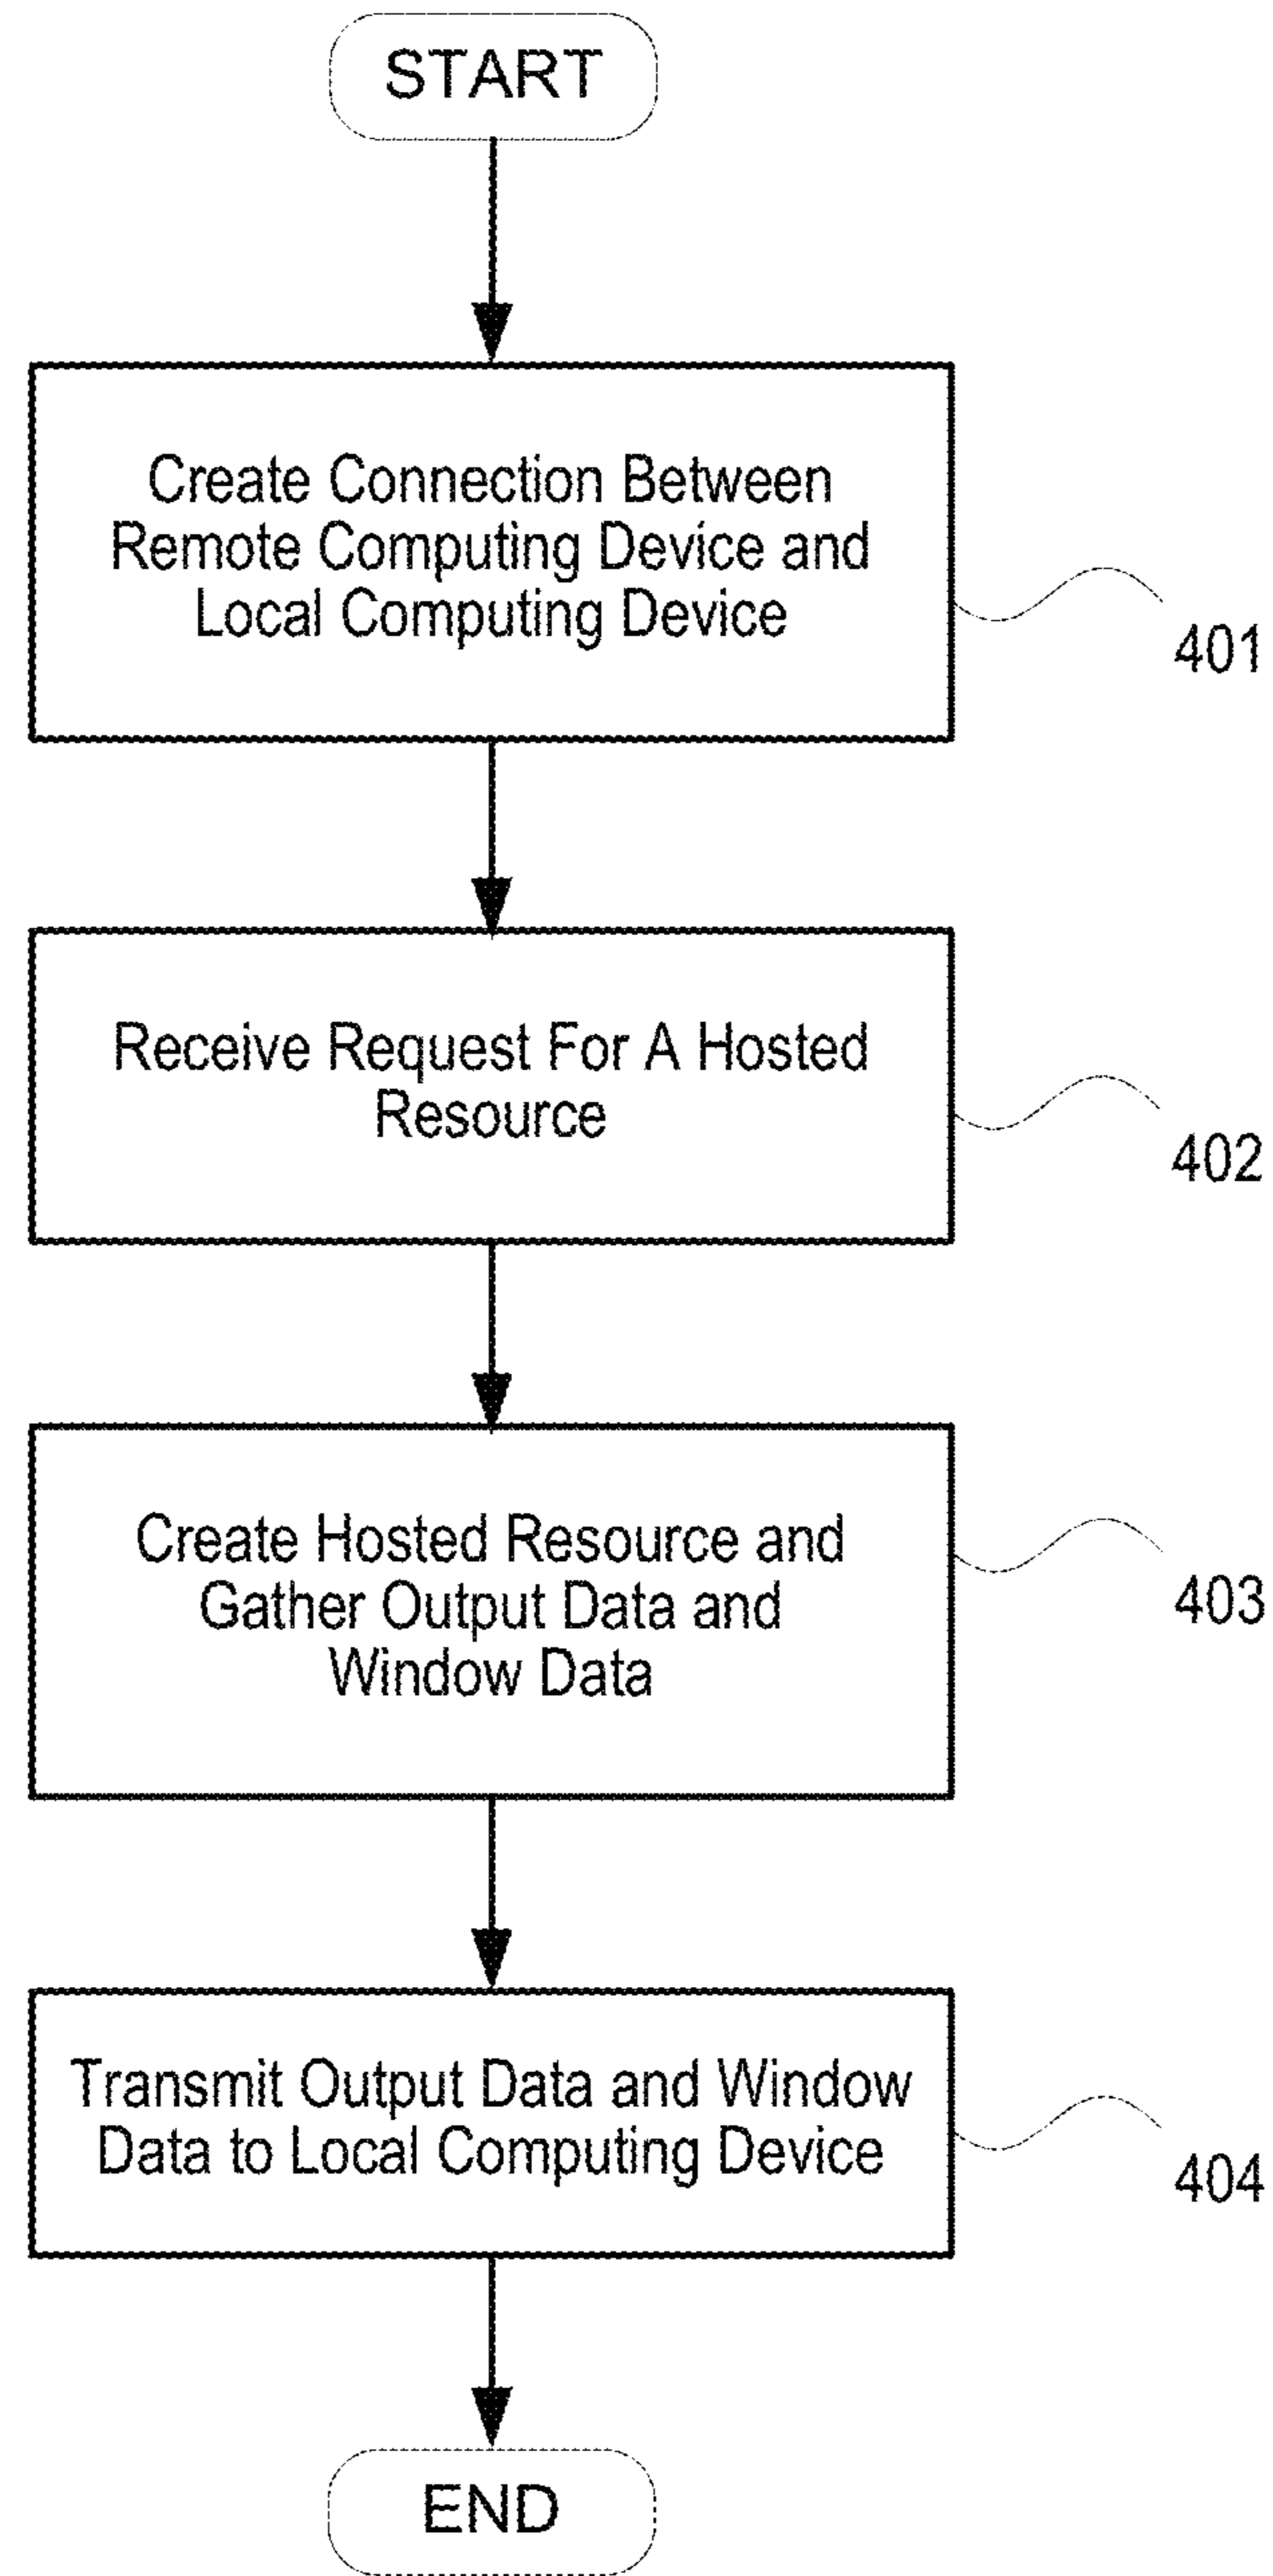 START
Create Connection Between
Remote Computing Device and
Local Computing Device
401
Receive Request For A Hosted
Resource
402
Create Hosted Resource and
Gather Output Data and
Window Data
403
Transmit Output Data and Window
Data to Local Computing Device
404
END